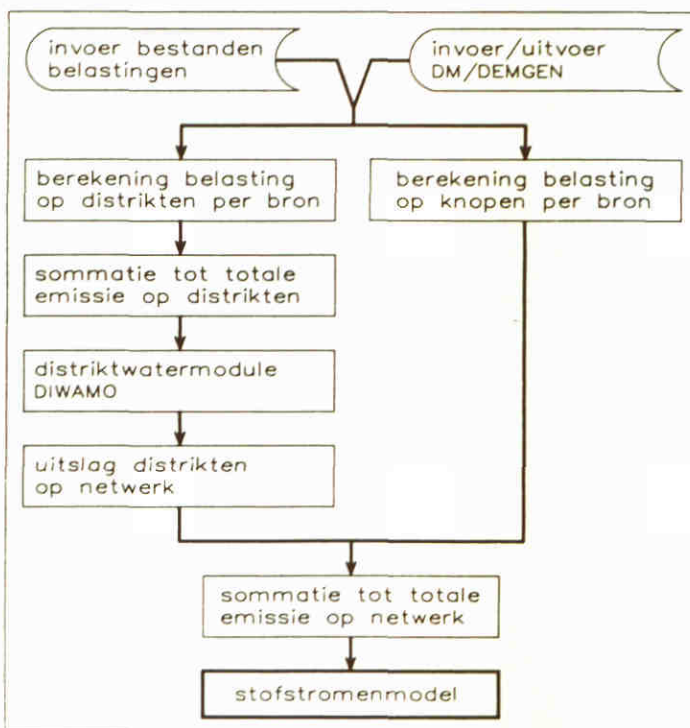 invoer bestanden
belastingen
invoer/uitvoer
DM/DEMGEN
berekening belasting
op distrikten per bron
berekening belasting
op knopen per bron
sommatie tot totale
emissie op distrikten
distriktwatermodule
DIWAMO
uitslag distrikten
op netwerk
sommatie tot totale
emissie op netwerk
stofstromenmodel